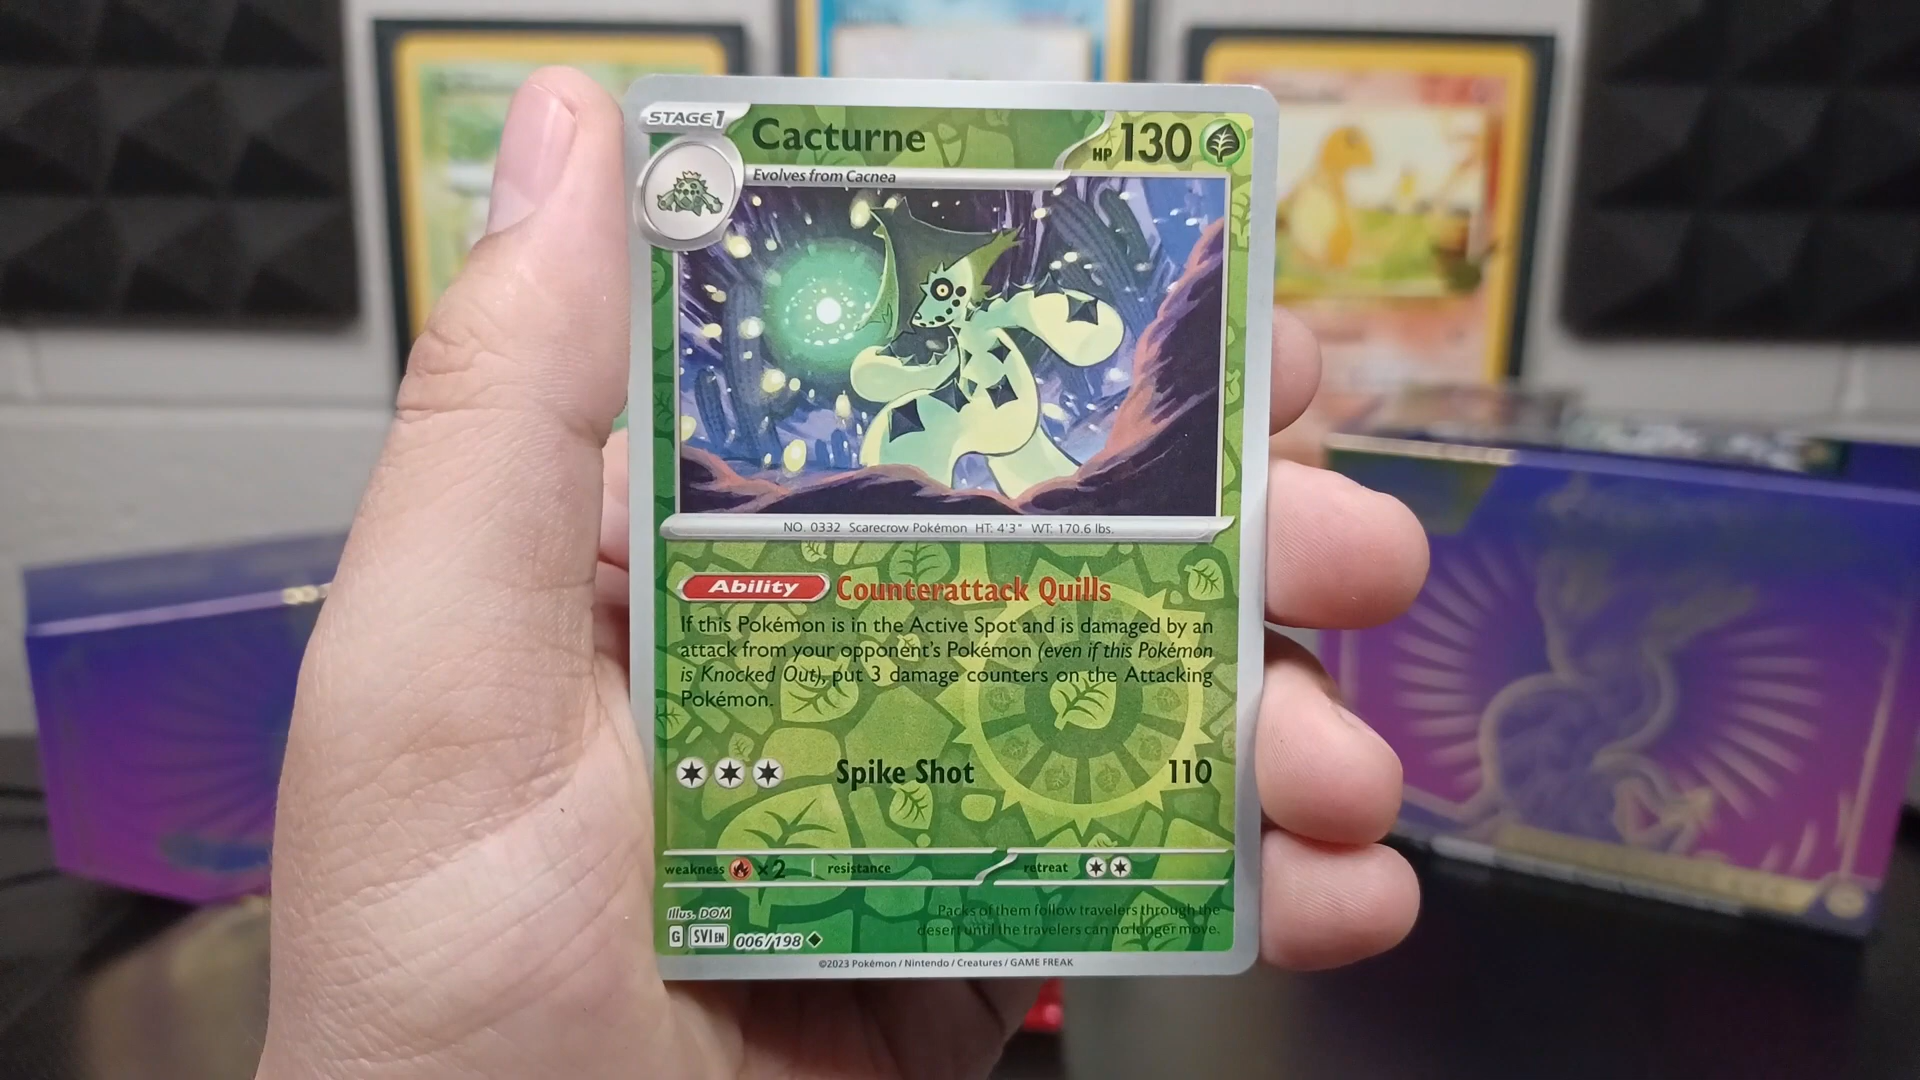 STAGE1
Cacturne
HP 130
Evolves from Cacnea
NO. 0332 Scarecrow Pokémon HT: 4'3" WT: 170.6 lbs.
Ability Counterattack Quills
If this Pokémon is in the Active Spot and is damaged by an
attack from your opponent's Pokémon (even if this Pokémon
is Knocked Out), put 3 damage counters on the Attacking
Pokémon.
Spike Shot 110
weakness ×2 resistance retreat
Illus. DOM
Packs of them follow travelers through the
desert until the travelers can no longer move.
G SVI EN 006/198
©2023 Pokémon / Nintendo / Creatures / GAME FREAK